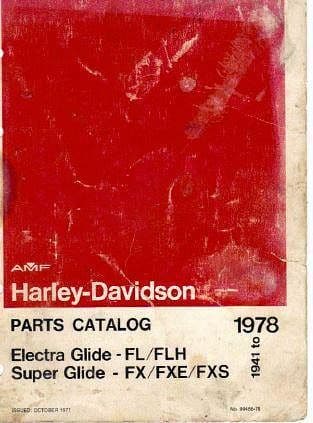 AMF
Harley-Davidson
PARTS CATALOG
1941 to 1978
Electra Glide - FL/FLH
Super Glide - FX/FXE/FXS
ISSUED: OCTOBER 1977